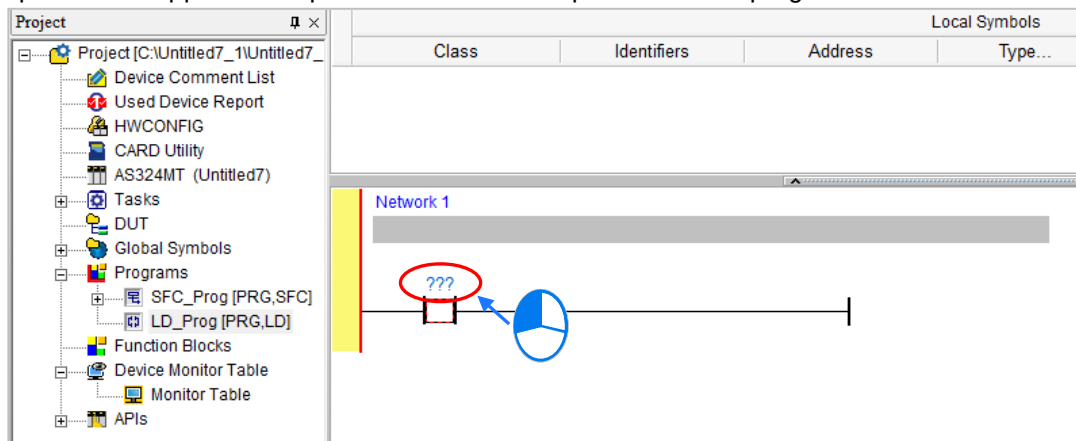 Project
Project [C:\Untitled7_1\Untitled7_
Device Comment List
Used Device Report
HWCONFIG
CARD Utility
AS324MT (Untitled7)
Tasks
DUT
Global Symbols
Programs
SFC_Prog [PRG,SFC]
LD_Prog [PRG,LD]
Function Blocks
Device Monitor Table
Monitor Table
APIs
Local Symbols
Class Identifiers Address Type...
Network 1
???